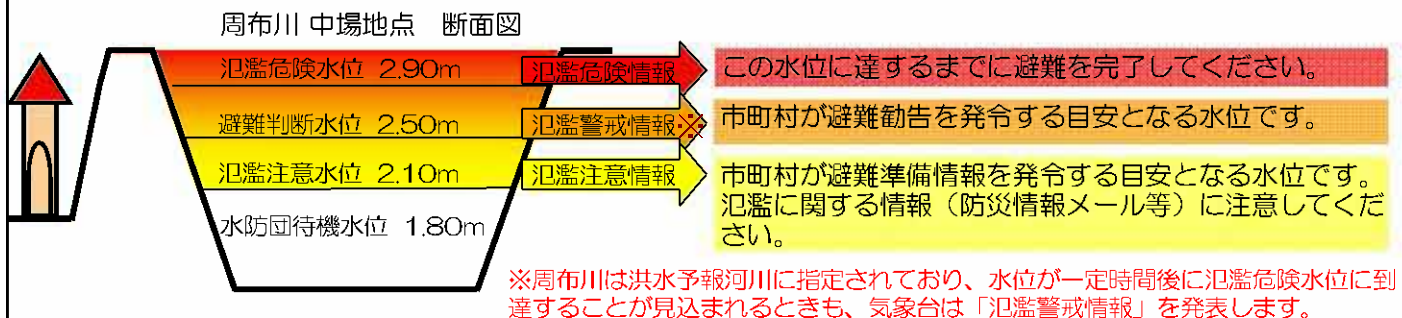 周布川 中場地点　断面図
氾濫危険水位 2.90m
氾濫危険情報
この水位に達するまでに避難を完了してください。
避難判断水位 2.50m
氾濫警戒情報※
市町村が避難勧告を発令する目安となる水位です。
氾濫注意水位 2.10m
氾濫注意情報
市町村が避難準備情報を発令する目安となる水位です。
氾濫に関する情報（防災情報メール等）に注意してくだ
さい。
水防団待機水位 1.80m
※周布川は洪水予報河川に指定されており、水位が一定時間後に氾濫危険水位に到
達することが見込まれるときも、気象台は「氾濫警戒情報」を発表します。